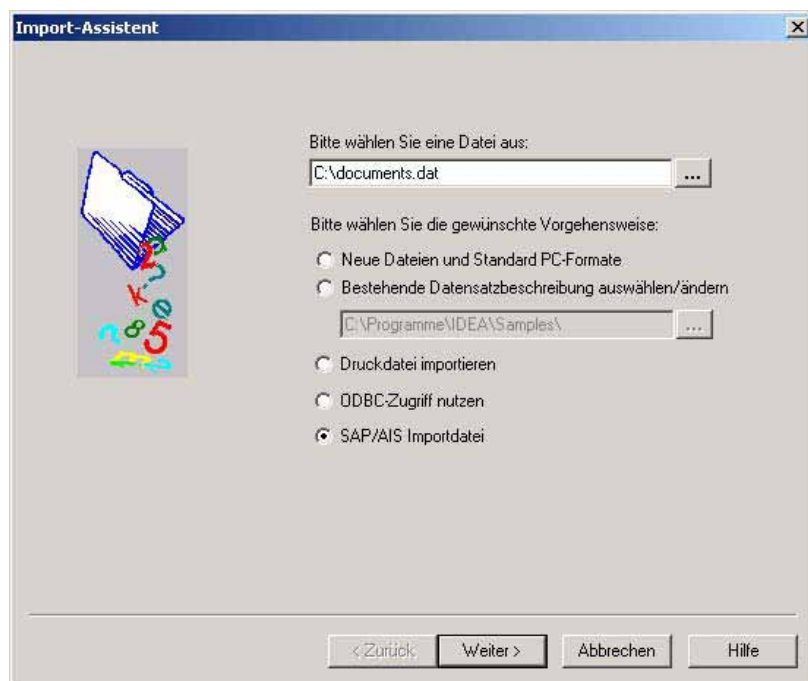 Import-Assistent
Bitte wählen Sie eine Datei aus:
C:\documents.dat
...
Bitte wählen Sie die gewünschte Vorgehensweise:
Neue Dateien und Standard PC-Formate
Bestehende Datensatzbeschreibung auswählen/ändern
C:\Programme\IDEA\Samples\
...
Druckdatei importieren
ODBC-Zugriff nutzen
SAP/AIS Importdatei
< Zurück
Weiter >
Abbrechen
Hilfe